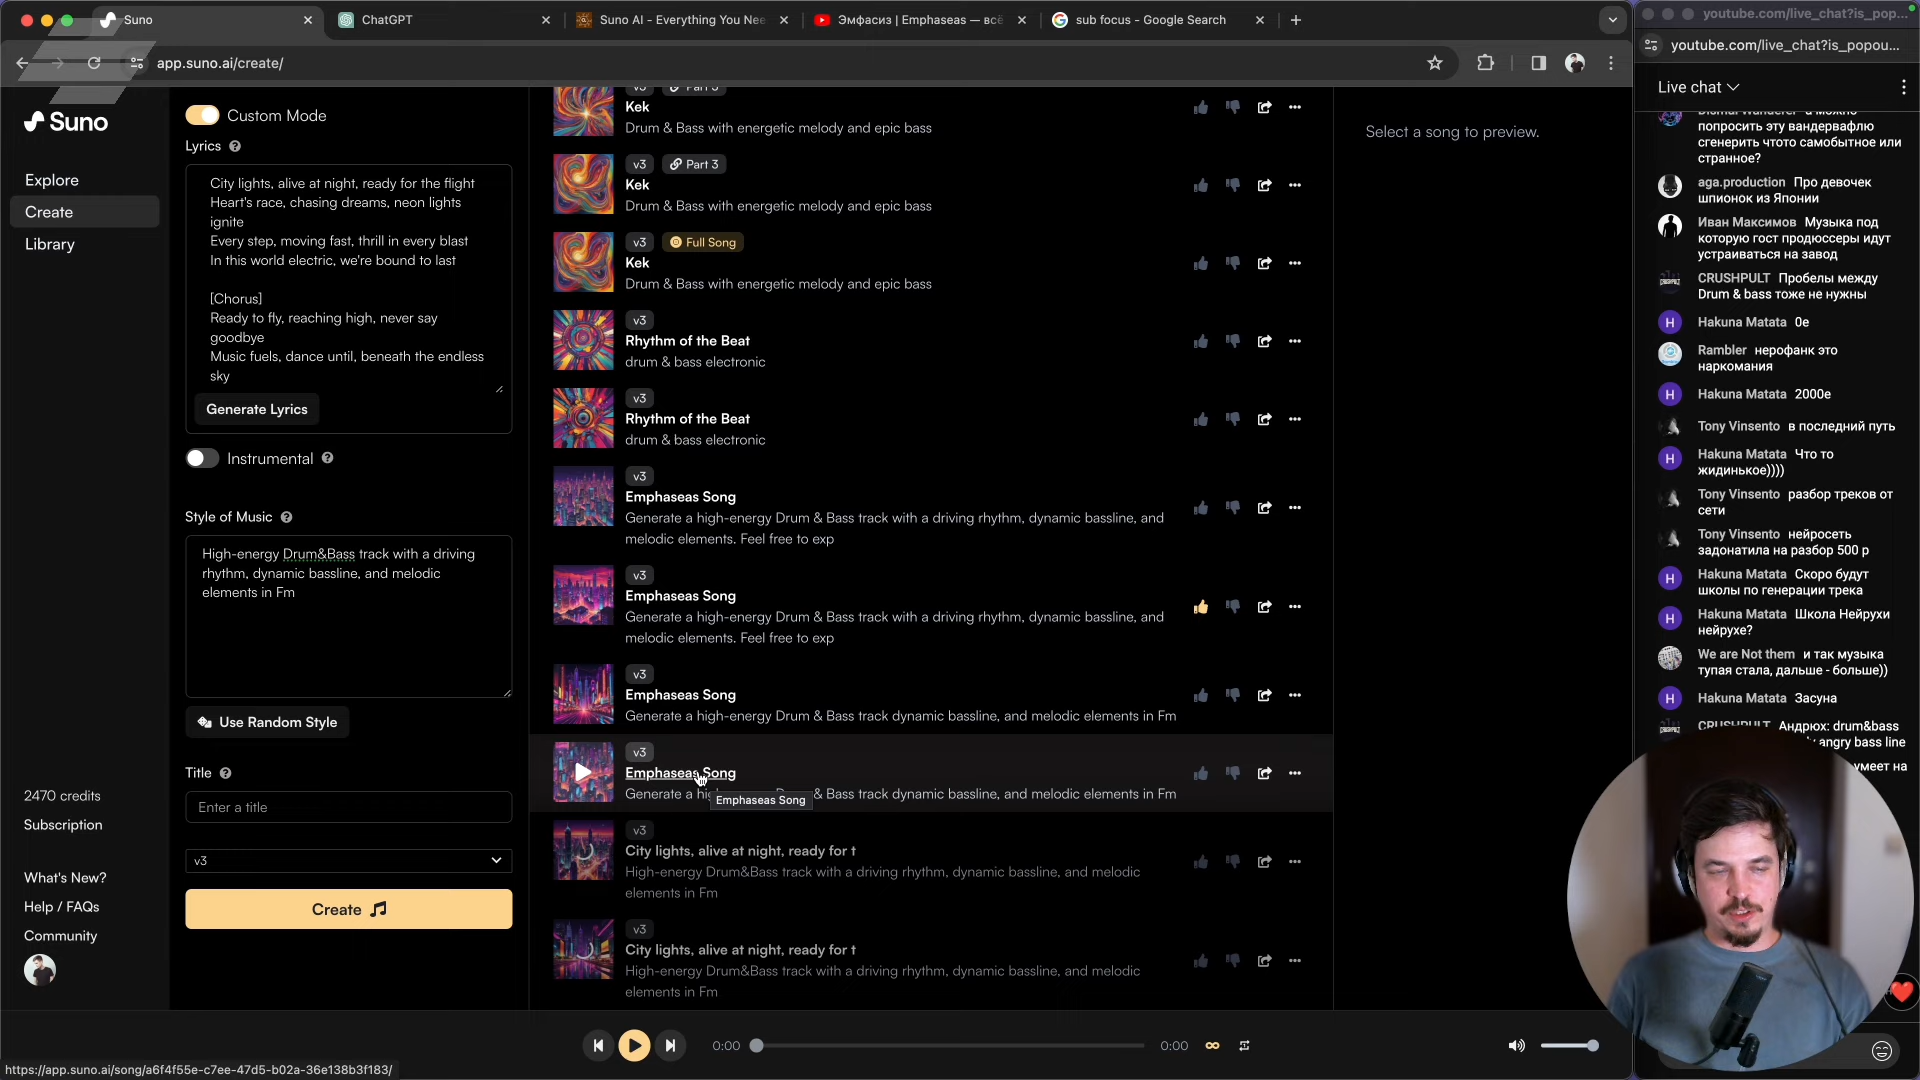 Suno
ChatGPT
Suno AI - Everything You Nee
Эмфасиз | Emphaseas — всё
sub focus - Google Search
youtube.com/live_chat?is_pop...
app.suno.ai/create/
youtube.com/live_chat?is_popou...
Suno
Explore
Create
Library
2470 credits
Subscription
What's New?
Help / FAQs
Community
Custom Mode
Lyrics
City lights, alive at night, ready for the flight
Heart's race, chasing dreams, neon lights
ignite
Every step, moving fast, thrill in every blast
In this world electric, we're bound to last
[Chorus]
Ready to fly, reaching high, never say
goodbye
Music fuels, dance until, beneath the endless
sky
Generate Lyrics
Instrumental
Style of Music
High-energy Drum&Bass track with a driving
rhythm, dynamic bassline, and melodic
elements in Fm
Use Random Style
Title
Enter a title
v3
Create
v3 Part 3
Kek
Drum & Bass with energetic melody and epic bass
v3 Part 3
Kek
Drum & Bass with energetic melody and epic bass
v3 Full Song
Kek
Drum & Bass with energetic melody and epic bass
v3
Rhythm of the Beat
drum & bass electronic
v3
Rhythm of the Beat
drum & bass electronic
v3
Emphaseas Song
Generate a high-energy Drum & Bass track with a driving rhythm, dynamic bassline, and
melodic elements. Feel free to exp
v3
Emphaseas Song
Generate a high-energy Drum & Bass track with a driving rhythm, dynamic bassline, and
melodic elements. Feel free to exp
v3
Emphaseas Song
Generate a high-energy Drum & Bass track dynamic bassline, and melodic elements in Fm
v3
Emphaseas Song
Generate a hig & Bass track dynamic bassline, and melodic elements in Fm
Emphaseas Song
v3
City lights, alive at night, ready for t
High-energy Drum&Bass track with a driving rhythm, dynamic bassline, and melodic
elements in Fm
v3
City lights, alive at night, ready for t
High-energy Drum&Bass track with a driving rhythm, dynamic bassline, and melodic
elements in Fm
Select a song to preview.
0:00
0:00
https://app.suno.ai/song/a6f4f55e-c7ee-47d5-b02a-36e138b3f183/
Live chat
попросить эту вандервафлю
сгенерить чтото самобытное или
странное?
aga.production Про девочек
шпионок из Японии
Иван Максимов Музыка под
которую гост продюссеры идут
устраиваться на завод
CRUSHPULT Пробелы между
Drum & bass тоже не нужны
Hakuna Matata 0е
Rambler нерофанк это
наркомания
Hakuna Matata 2000е
Tony Vinsento в последний путь
Hakuna Matata Что то
жидинькое))))
Tony Vinsento разбор треков от
сети
Tony Vinsento нейросеть
задонатила на разбор 500 р
Hakuna Matata Скоро будут
школы по генерации трека
Hakuna Matata Школа Нейрухи
нейрухе?
We are Not them и так музыка
тупая стала, дальше - больше))
Hakuna Matata Засуна
CRUSHPULT Андрюх: drum&bass
angry bass line
умеет на